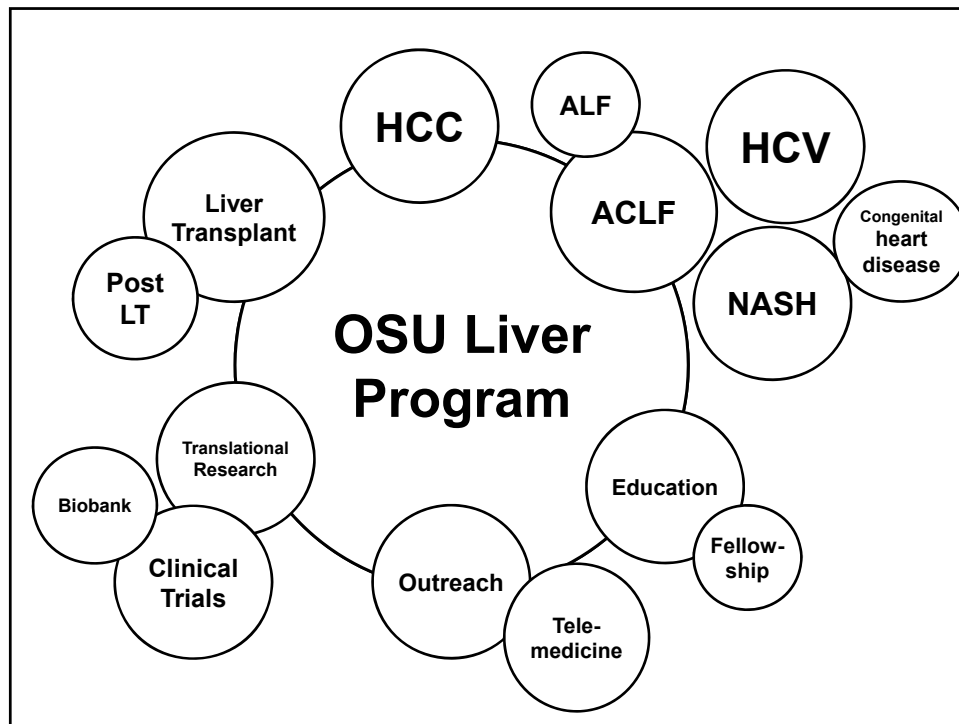 HCC
ALF
HCV
ACLF
Liver
Transplant
Congenital
heart
disease
Post
LT
NASH
OSU Liver
Program
Translational
Research
Education
Biobank
Clinical
Trials
Outreach
Fellow-
ship
Tele-
medicine